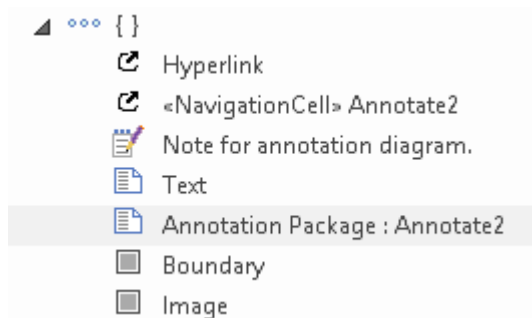 { }
Hyperlink
«NavigationCell» Annotate2
Note for annotation diagram.
Text
Annotation Package : Annotate2
Boundary
Image